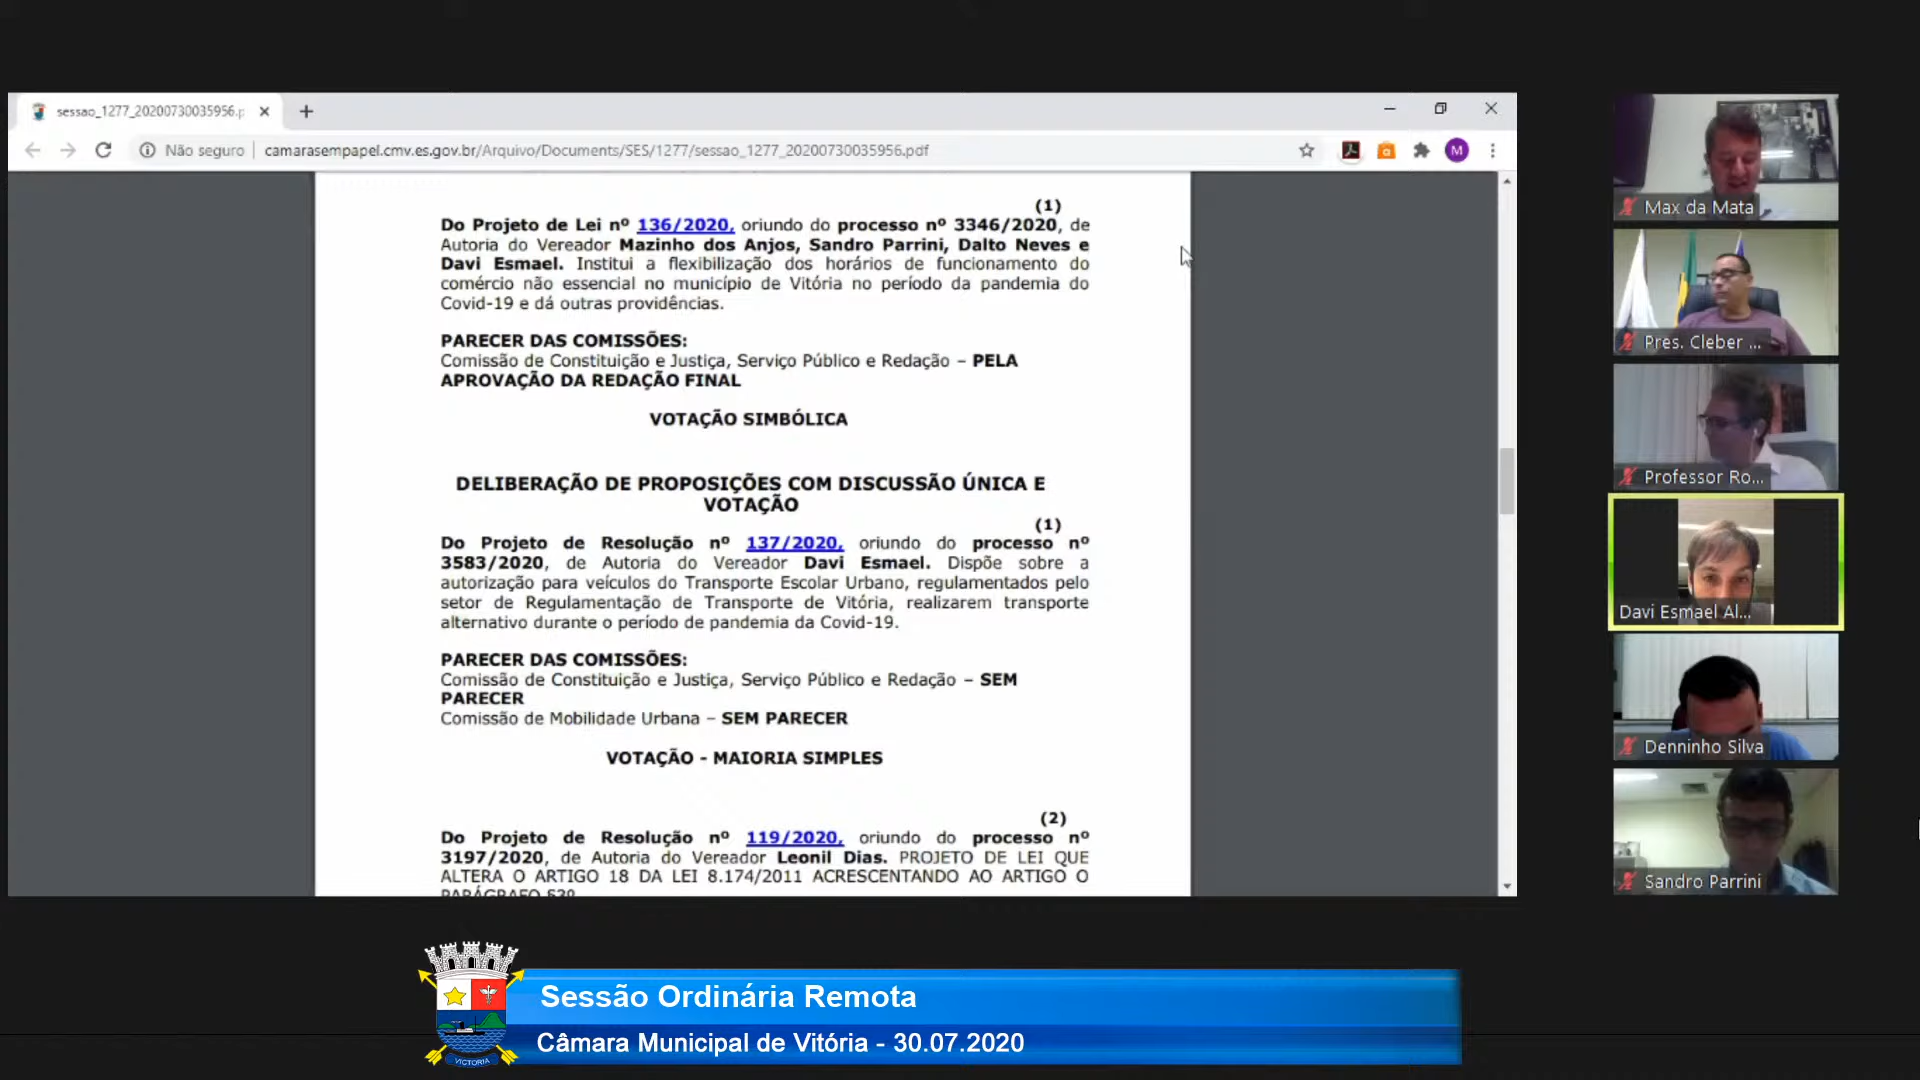 sessao_1277_20200730035956.p
Não seguro
camarasempapel.cmv.es.gov.br/Arquivo/Documents/SES/1277/sessao_1277_20200730035956.pdf
M
(1)
Do Projeto de Lei nº 136/2020, oriundo do processo nº 3346/2020, de
Autoria do Vereador Mazinho dos Anjos, Sandro Parrini, Dalto Neves e
Davi Esmael. Institui a flexibilização dos horários de funcionamento do
comércio não essencial no município de Vitória no período da pandemia do
Covid-19 e dá outras providências.
PARECER DAS COMISSÕES:
Comissão de Constituição e Justiça, Serviço Público e Redação – PELA
APROVAÇÃO DA REDAÇÃO FINAL
VOTAÇÃO SIMBÓLICA
DELIBERAÇÃO DE PROPOSIÇÕES COM DISCUSSÃO ÚNICA E
VOTAÇÃO
(1)
Do Projeto de Resolução nº 137/2020, oriundo do processo nº
3583/2020, de Autoria do Vereador Davi Esmael. Dispõe sobre a
autorização para veículos do Transporte Escolar Urbano, regulamentados pelo
setor de Regulamentação de Transporte de Vitória, realizarem transporte
alternativo durante o período de pandemia da Covid-19.
PARECER DAS COMISSÕES:
Comissão de Constituição e Justiça, Serviço Público e Redação – SEM
PARECER
Comissão de Mobilidade Urbana – SEM PARECER
VOTAÇÃO - MAIORIA SIMPLES
(2)
Do Projeto de Resolução nº 119/2020, oriundo do processo nº
3197/2020, de Autoria do Vereador Leonil Dias. PROJETO DE LEI QUE
ALTERA O ARTIGO 18 DA LEI 8.174/2011 ACRESCENTANDO AO ARTIGO O
PARÁGRAFO
Max da Mata
Pres. Cleber ...
Professor Ro...
Davi Esmael Al...
Denninho Silva
Sandro Parrini
VICTORIA
Sessão Ordinária Remota
Câmara Municipal de Vitória - 30.07.2020